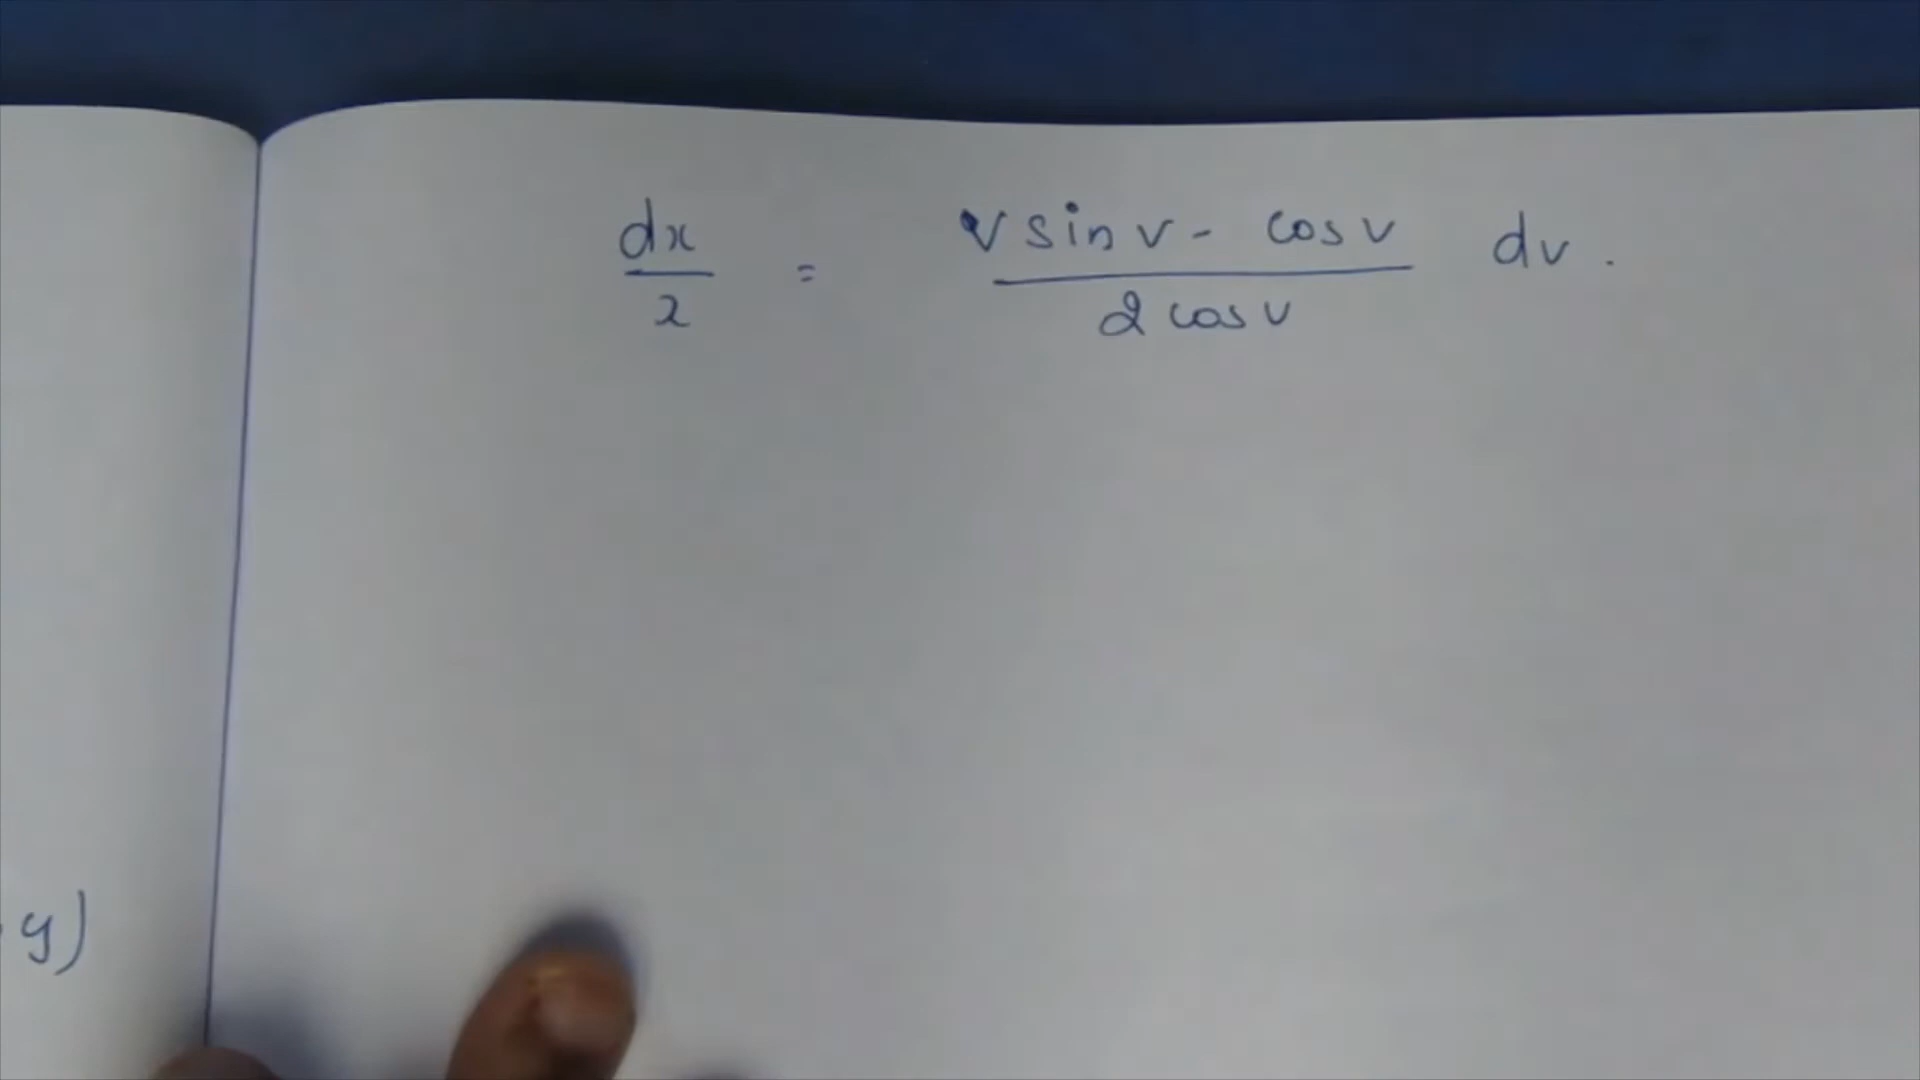 y)
dx/x = v sin v - cos v / 2 cos v dv.